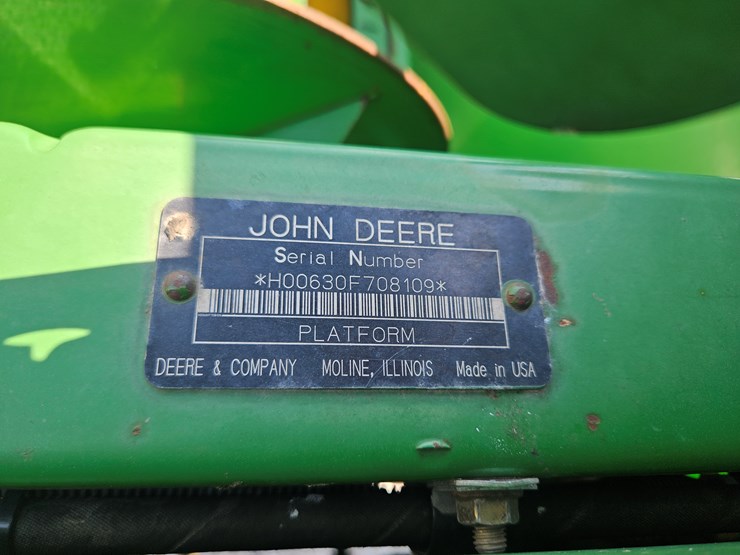 JOHN DEERE
Serial Number
*H00630F708109*
PLATFORM
DEERE & COMPANY MOLINE, ILLINOIS Made in USA